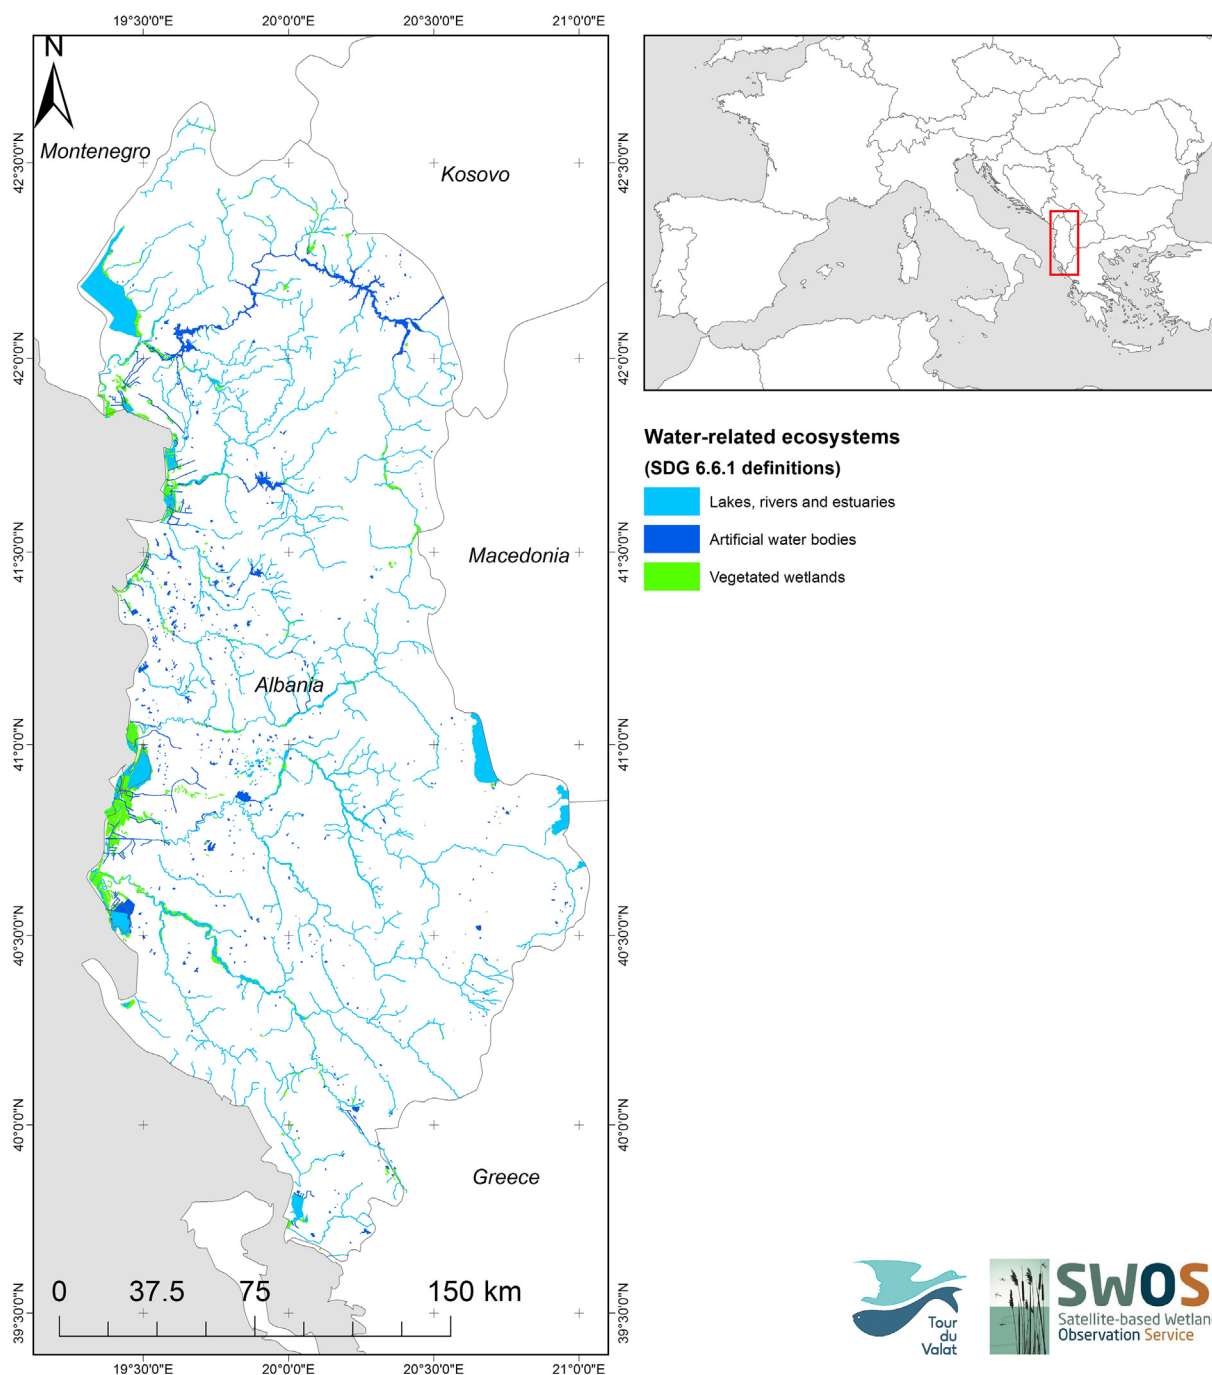 19°30'0"E 20°0'0"E 20°30'0"E 21°0'0"E
N
Montenegro
Kosovo
42°30'0"N
42°30'0"N
42°0'0"N
42°0'0"N
41°30'0"N
Macedonia
41°30'0"N
Albania
41°0'0"N
41°0'0"N
40°30'0"N
40°30'0"N
40°0'0"N
40°0'0"N
Greece
0 37.5 75 150 km
39°30'0"N
39°30'0"N
19°30'0"E 20°0'0"E 20°30'0"E 21°0'0"E
Water-related ecosystems
(SDG 6.6.1 definitions)
Lakes, rivers and estuaries
Artificial water bodies
Vegetated wetlands
Tour
du
Valat
SWOS
Satellite-based Wetlan
Observation Service